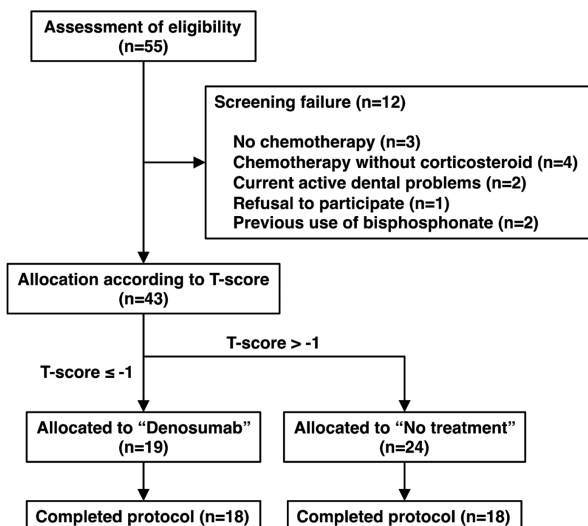 Assessment of eligibility
(n=55)
Screening failure (n=12)
No chemotherapy (n=3)
Chemotherapy without corticosteroid (n=4)
Current active dental problems (n=2)
Refusal to participate (n=1)
Previous use of bisphosphonate (n=2)
Allocation according to T-score
(n=43)
T-score > -1
T-score ≤ -1
Allocated to “Denosumab”
(n=19)
Allocated to “No treatment”
(n=24)
Completed protocol (n=18)
Completed protocol (n=18)